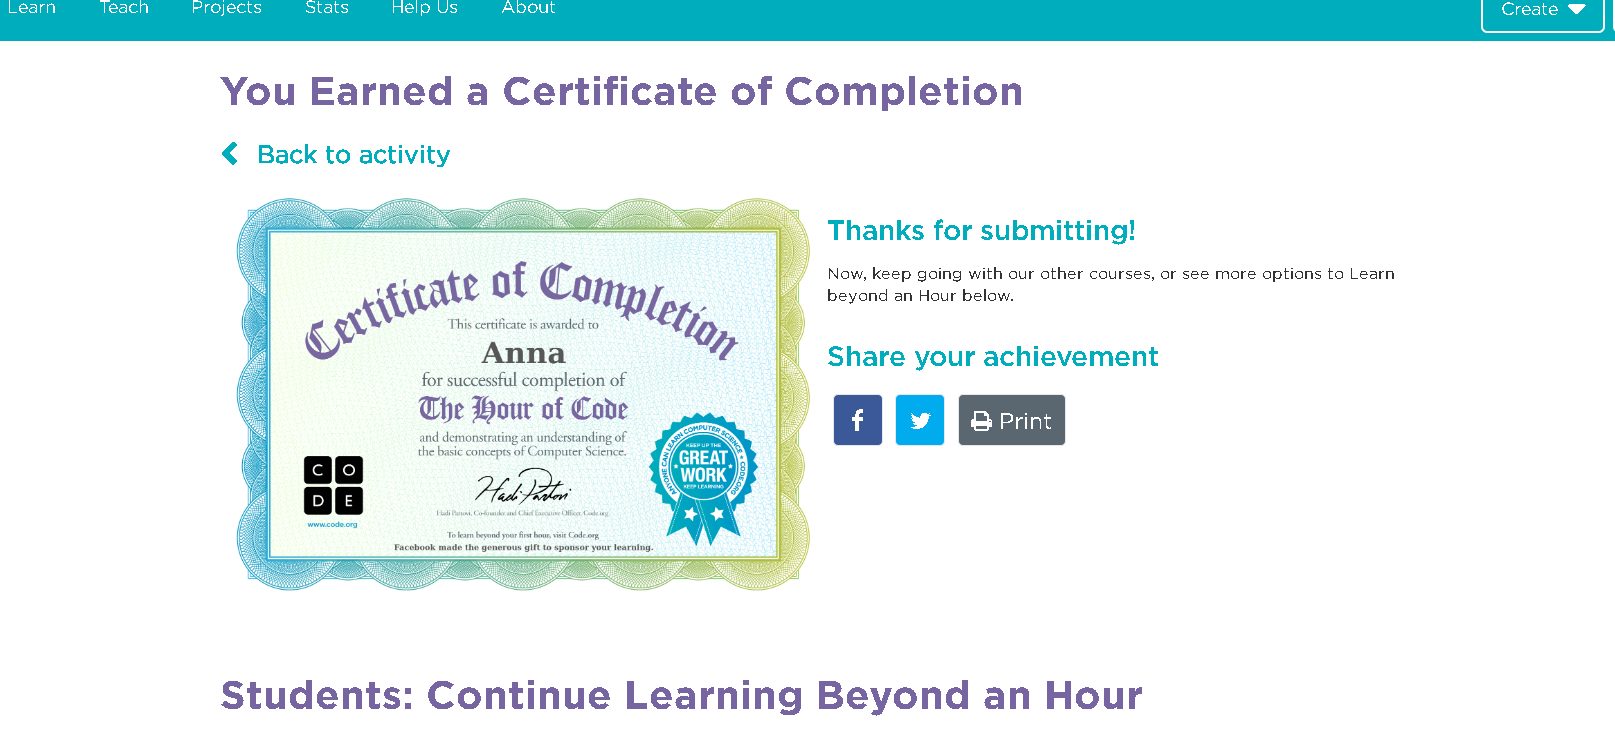 Learn Teach Projects Stats Help Us About Create
You Earned a Certificate of Completion
Back to activity
Certificate of Completion
This certificate is awarded to
Anna
for successful completion of
The Hour of Code
and demonstrating an understanding of
the basic concepts of Computer Science.
Hadi Partovi
Hadi Partovi, Co-founder and Chief Executive Officer, Code.org
To learn beyond your first hour, visit Code.org
Facebook made the generous gift to sponsor your learning.
C O
D E
www.code.org
ANYONE CAN LEARN COMPUTER SCIENCE
CODE.ORG
KEEP UP THE
GREAT
WORK
KEEP LEARNING
Thanks for submitting!
Now, keep going with our other courses, or see more options to Learn
beyond an Hour below.
Share your achievement
f
Print
Students: Continue Learning Beyond an Hour